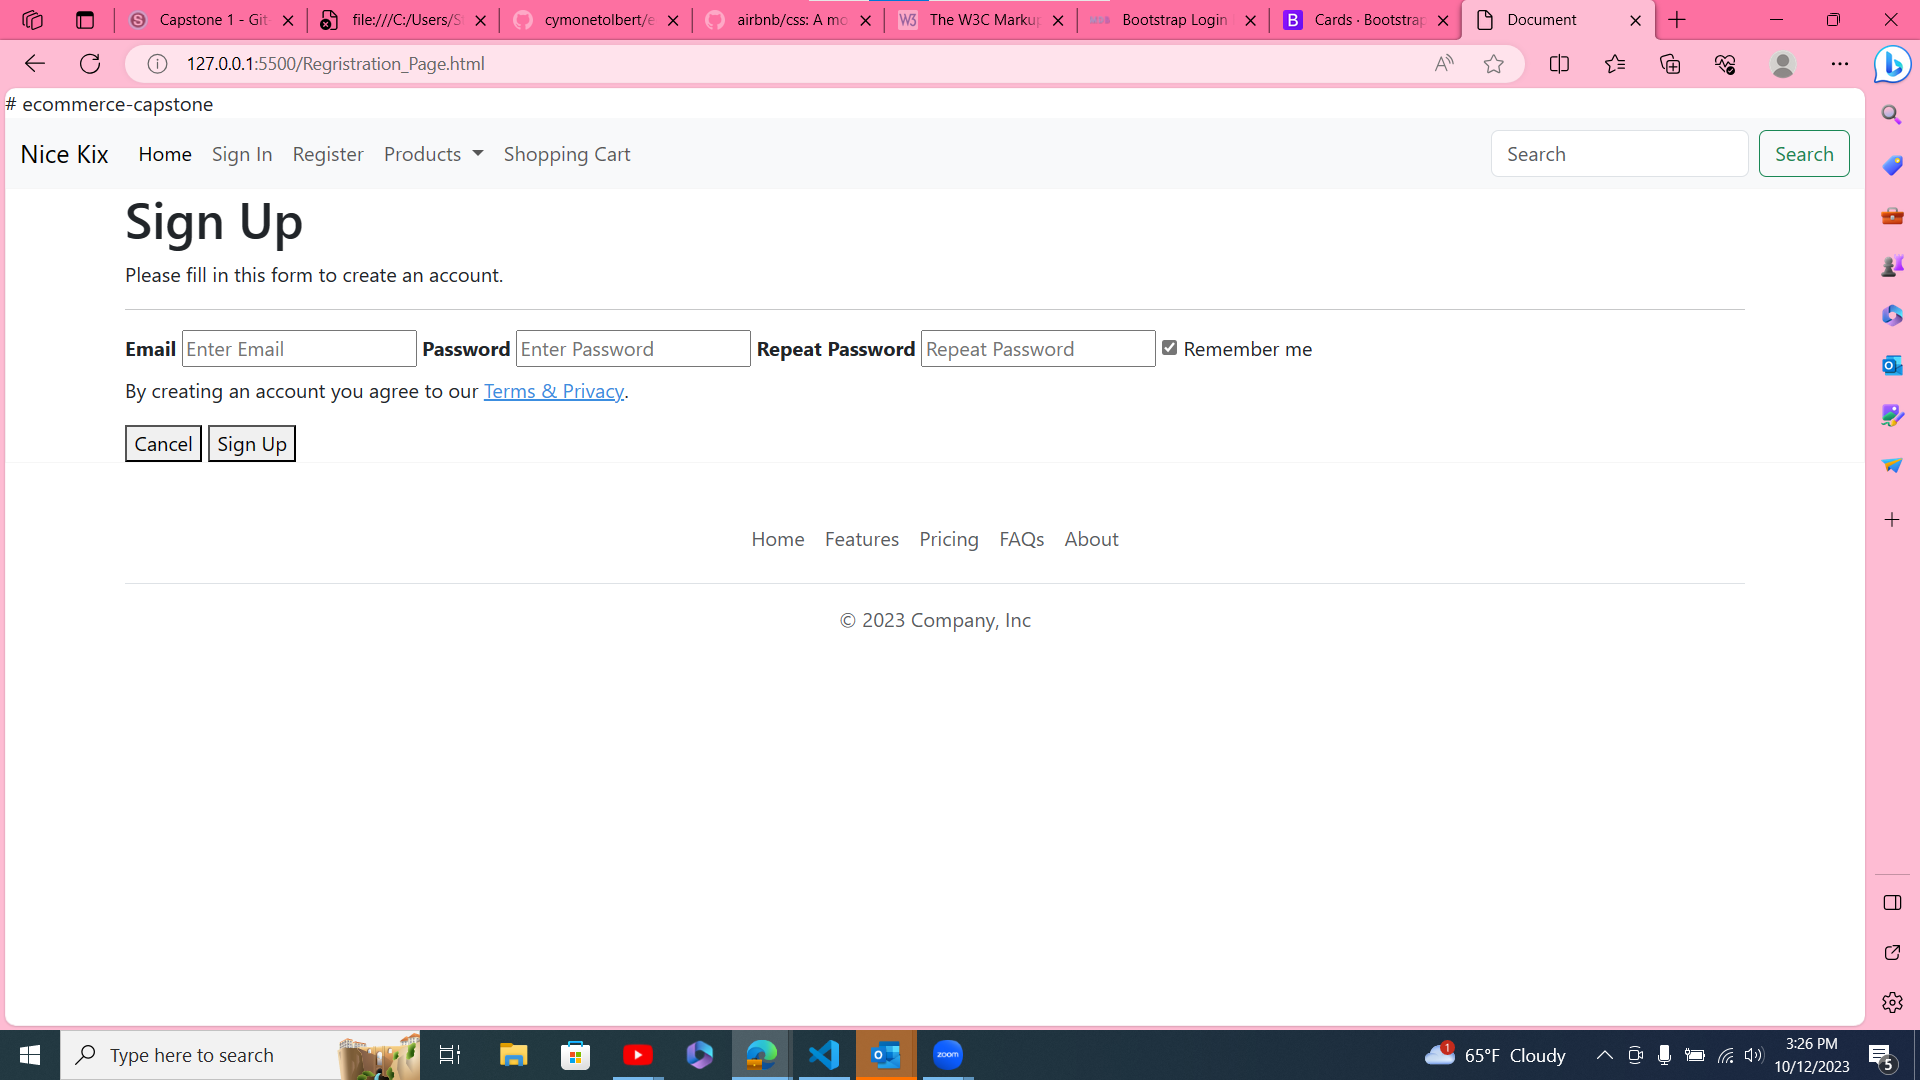 Capstone 1 - Git
file:///C:/Users/S
cymonetolbert/e
airbnb/css: A mo
The W3C Markup
Bootstrap Login
Cards · Bootstrap
Document
127.0.0.1:5500/Regristration_Page.html
# ecommerce-capstone
Nice Kix Home Sign In Register Products Shopping Cart Search Search
Sign Up
Please fill in this form to create an account.
Email Enter Email Password Enter Password Repeat Password Repeat Password Remember me
By creating an account you agree to our Terms & Privacy.
Cancel Sign Up
Home Features Pricing FAQs About
© 2023 Company, Inc
Type here to search
zoom
1
65°F Cloudy
3:26 PM
10/12/2023
5